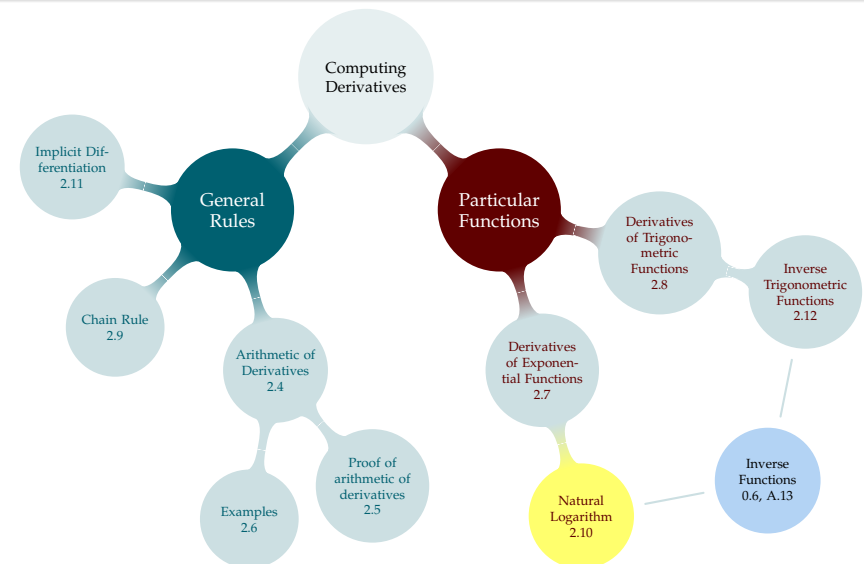 Computing
Derivatives
General
Rules
Particular
Functions
Implicit Dif-
ferentiation
2.11
Chain Rule
2.9
Arithmetic of
Derivatives
2.4
Examples
2.6
Proof of
arithmetic of
derivatives
2.5
Derivatives
of Trigono-
metric
Functions
2.8
Inverse
Trigonometric
Functions
2.12
Derivatives
of Exponen-
tial Functions
2.7
Natural
Logarithm
2.10
Inverse
Functions
0.6, A.13